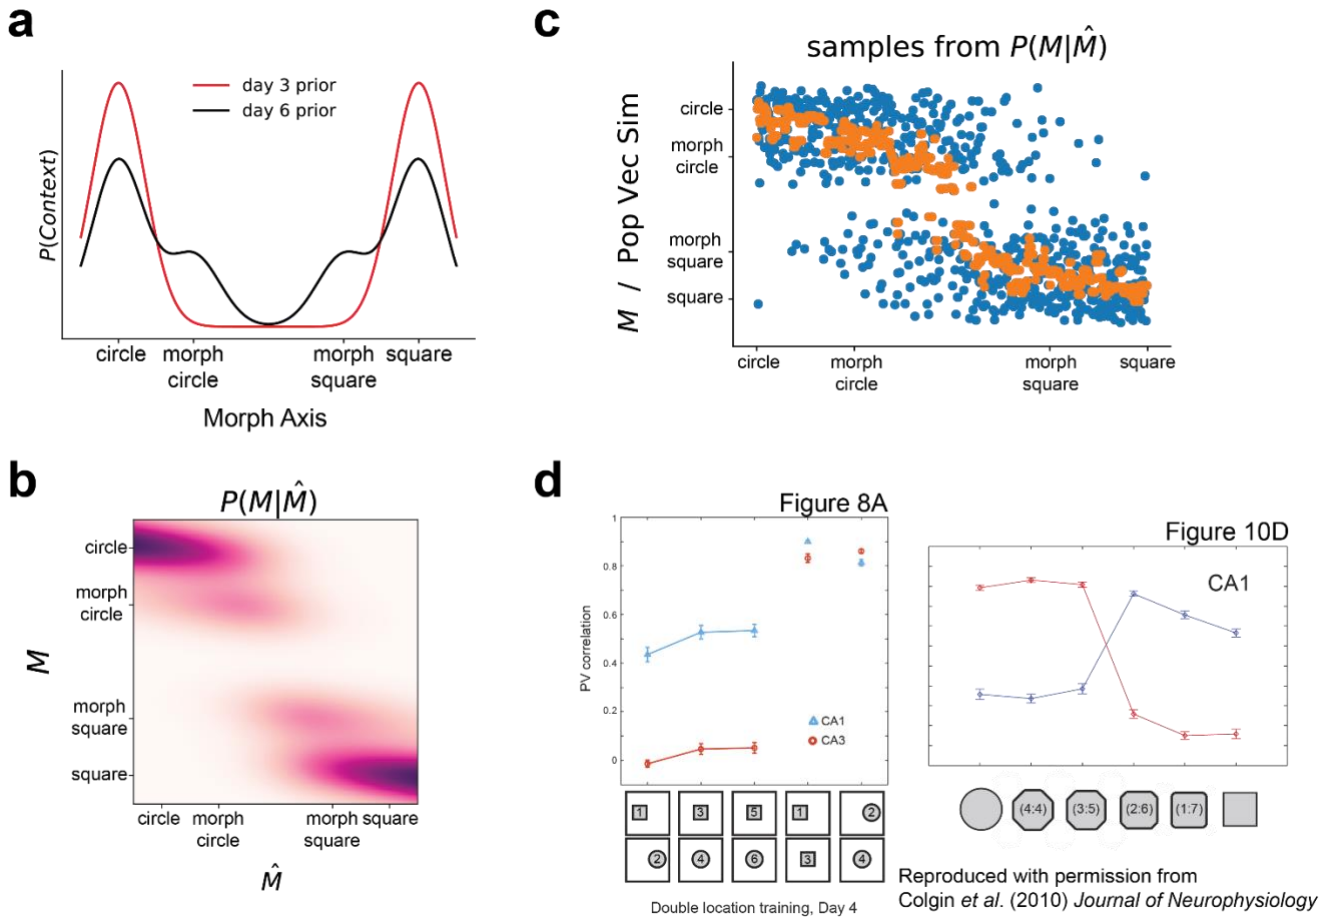 a
day 3 prior
day 6 prior
P(Context)
circle
morph
circle
morph
square
square
Morph Axis
b
P(M|M̂)
M
circle
morph
circle
morph
square
square
circle
morph
circle
morph
square
square
M̂
c
samples from P(M|M̂)
M / Pop Vec Sim
circle
morph
circle
morph
square
square
circle
morph
circle
morph
square
square
d
Figure 8A
PV correlation
1
0.8
0.6
0.4
0.2
0
CA1
CA3
1 3 5 1 2
2 4 6 3 4
Double location training, Day 4
Figure 10D
CA1
(4:4) (3:5) (2:6) (1:7)
Reproduced with permission from
Colgin et al. (2010) Journal of Neurophysiology